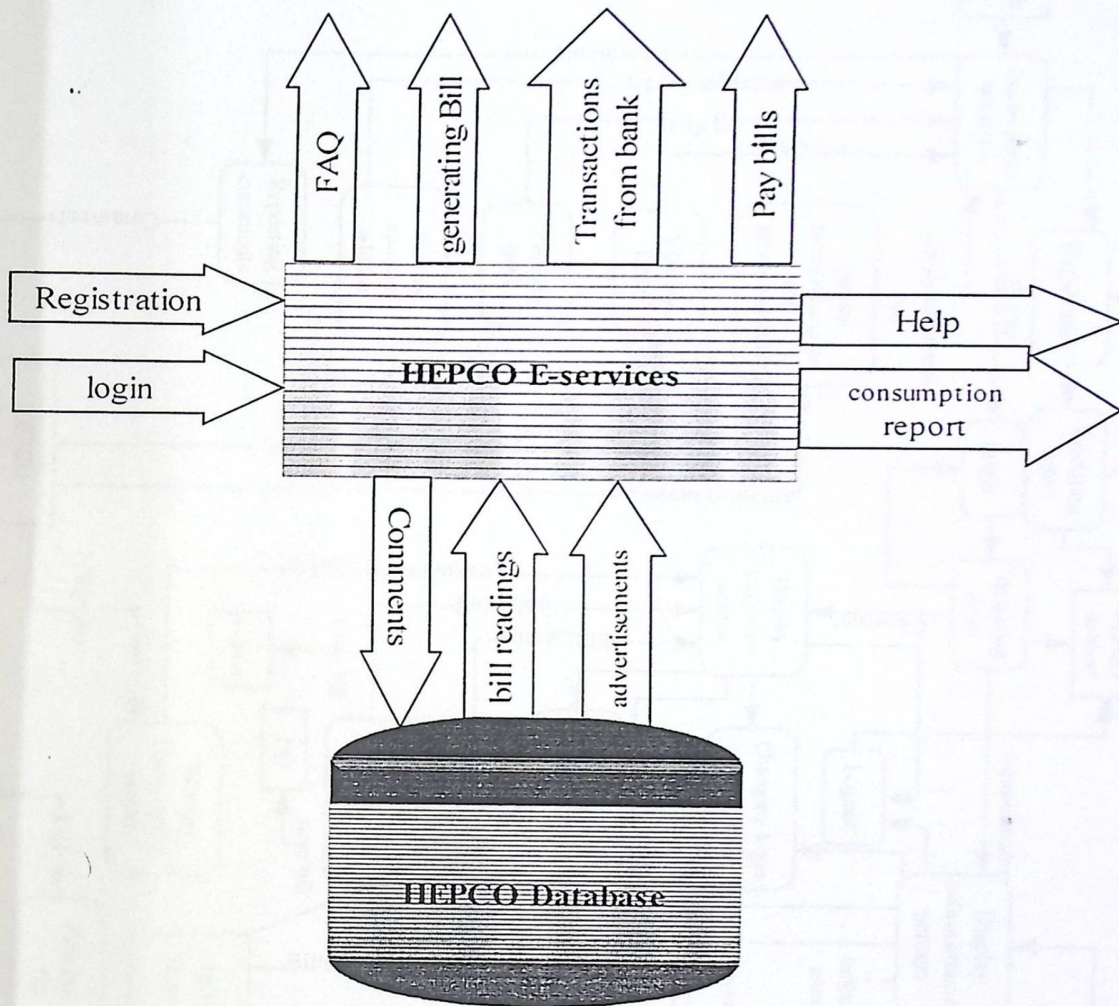 FAQ
generating Bill
Transactions
from bank
Pay bills
Registration
login
HEPCO E-services
Help
consumption
report
Comments
bill readings
advertisements
HEPCO Database